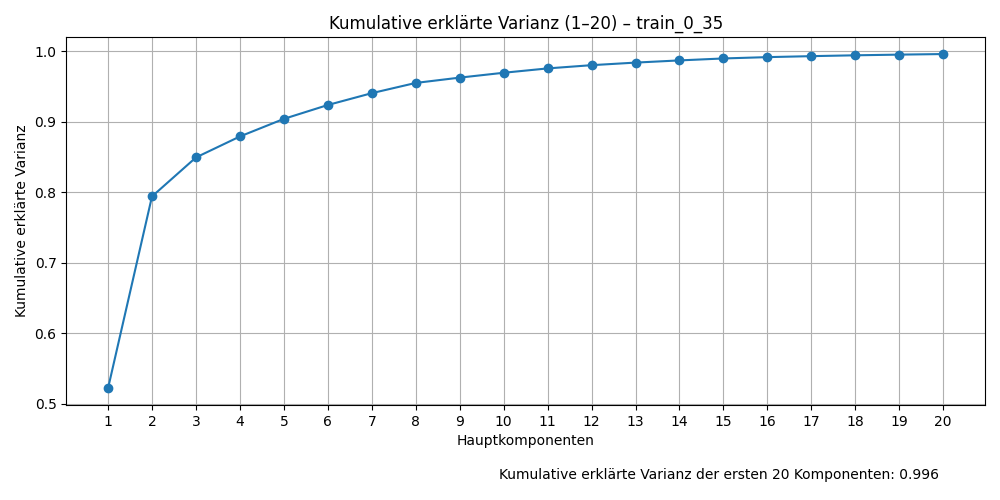 Kumulative erklärte Varianz (1–20) – train_0_35
Kumulative erklärte Varianz
1.0
0.9
0.8
0.7
0.6
0.5
1 2 3 4 5 6 7 8 9 10 11 12 13 14 15 16 17 18 19 20
Hauptkomponenten
Kumulative erklärte Varianz der ersten 20 Komponenten: 0.996